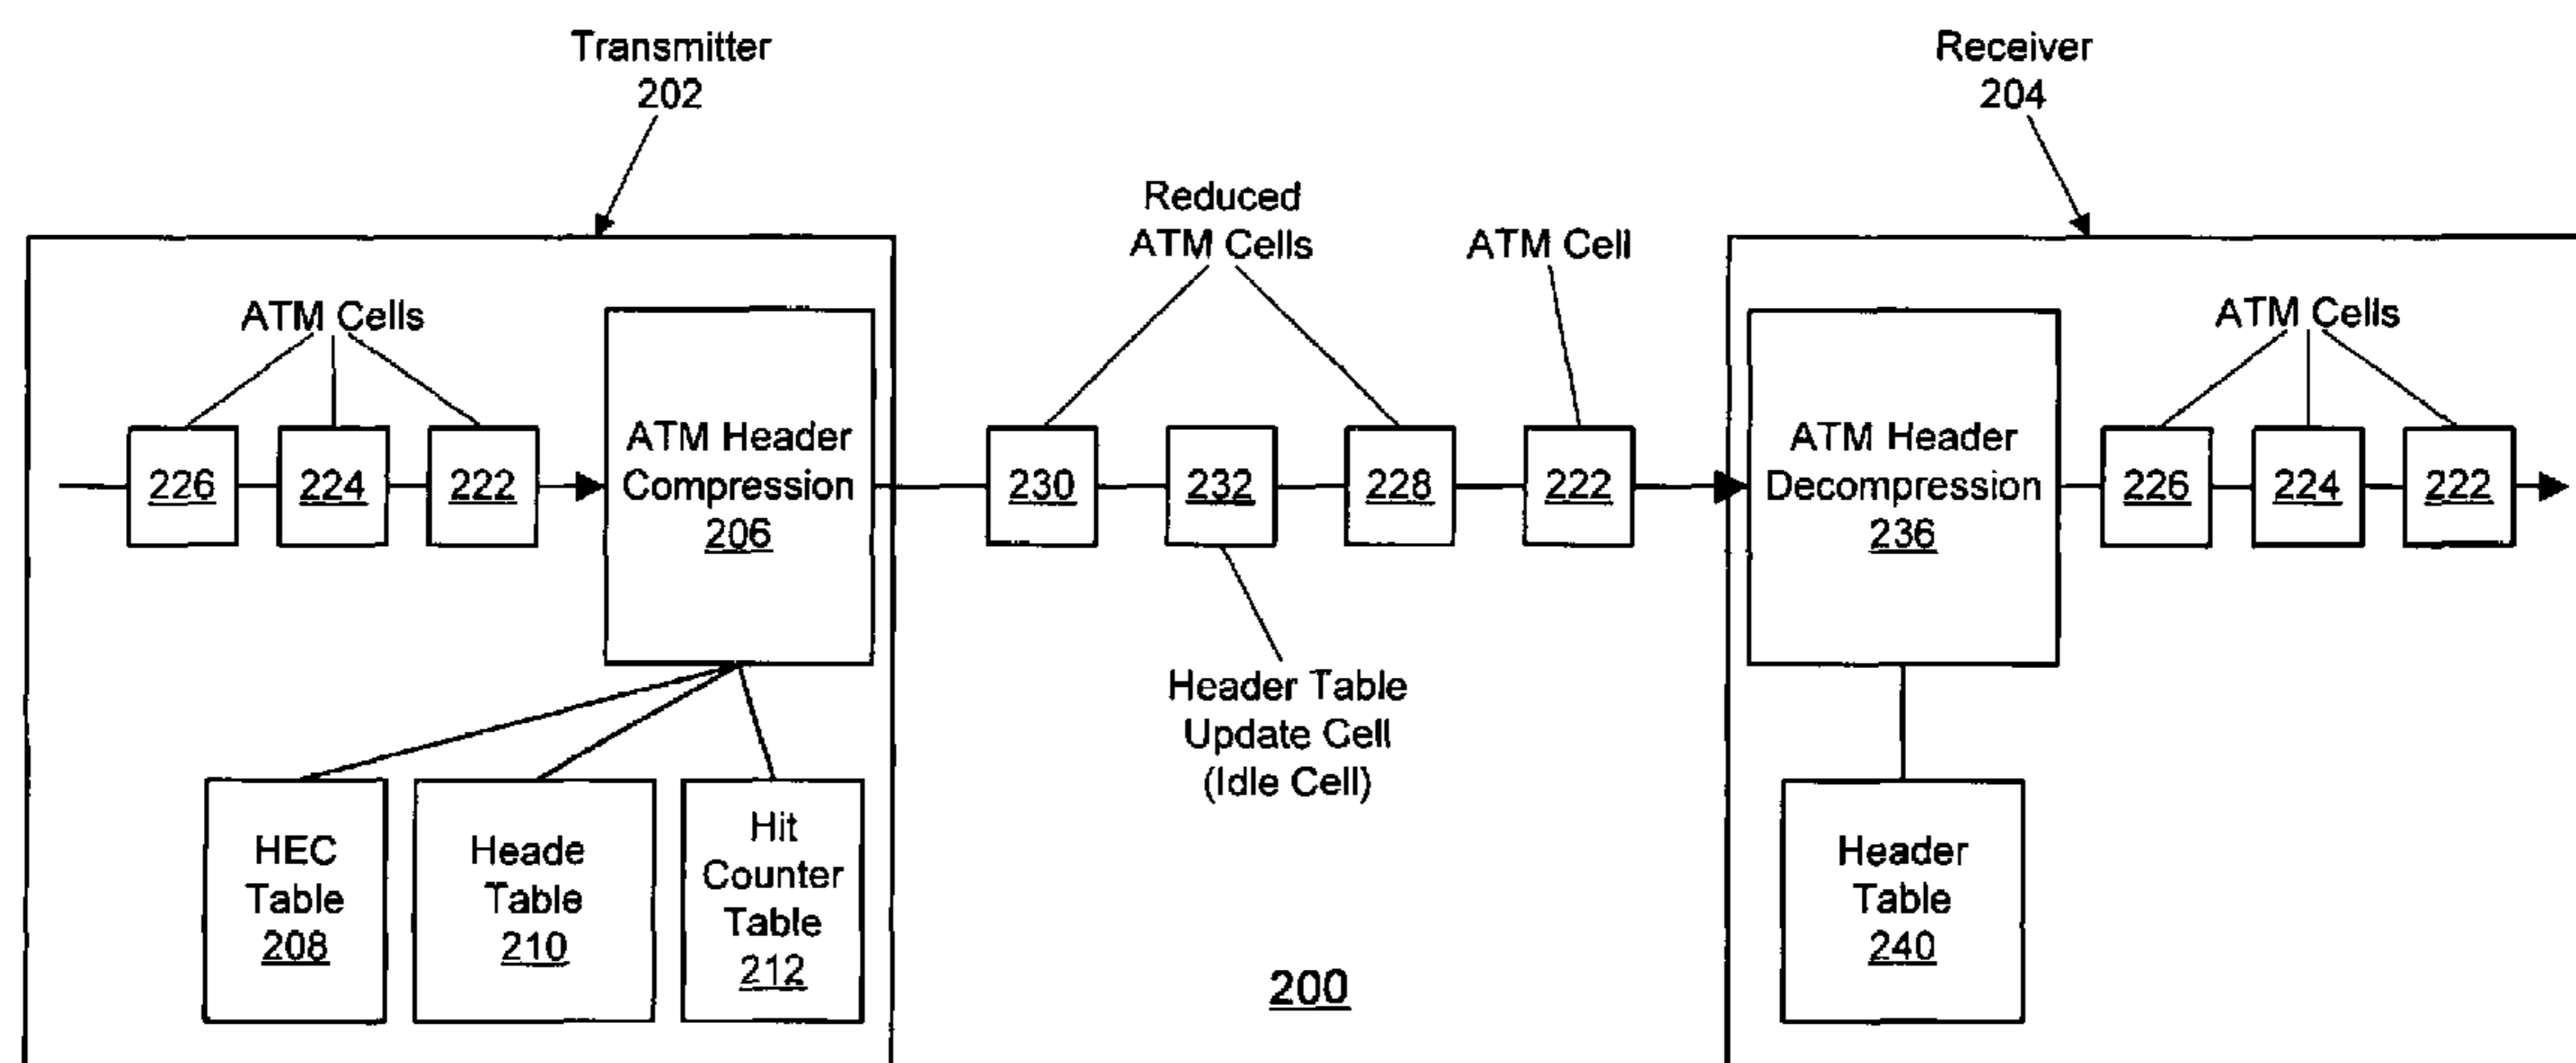 Transmitter
202
Receiver
204
Reduced
ATM Cells
ATM Cell
ATM Cells
ATM Cells
226
224
222
ATM Header
Compression
206
230
232
228
222
ATM Header
Decompression
236
226
224
222
Header Table
Update Cell
(Idle Cell)
HEC
Table
208
Heade
Table
210
Hit
Counter
Table
212
Header
Table
240
200